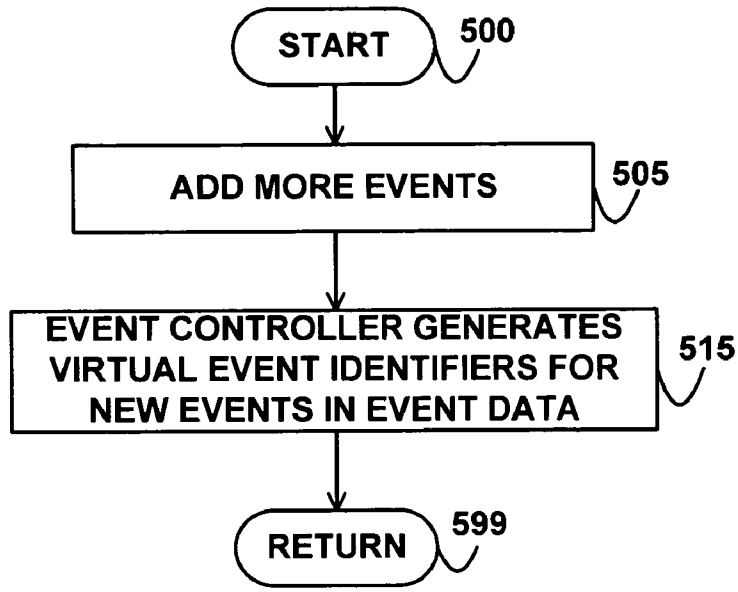 START
500
ADD MORE EVENTS
505
EVENT CONTROLLER GENERATES
VIRTUAL EVENT IDENTIFIERS FOR
NEW EVENTS IN EVENT DATA
515
RETURN
599